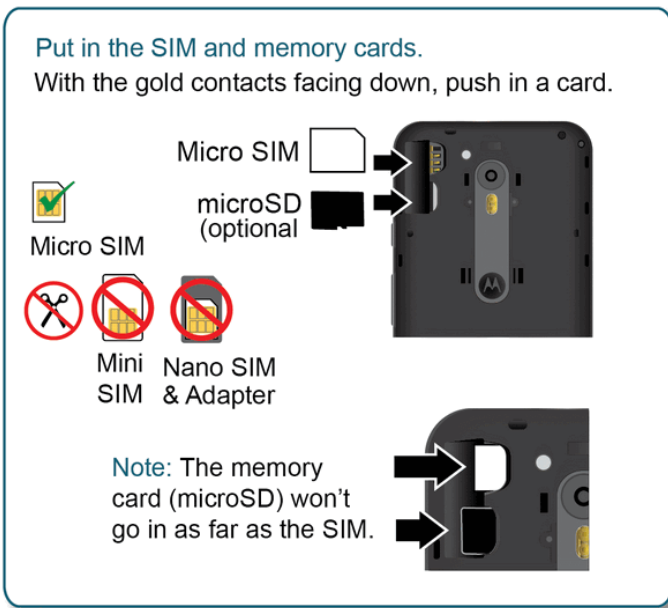 Put in the SIM and memory cards.
With the gold contacts facing down, push in a card.
Micro SIM
microSD
(optional
Micro SIM
Mini
SIM
Nano SIM
& Adapter
Note: The memory
card (microSD) won’t
go in as far as the SIM.